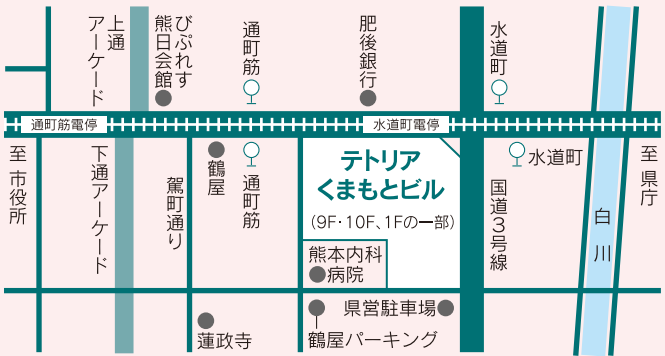 上通
アーケード
びぷれす
熊日会館
通町筋
肥後銀行
水道町
通町筋電停
水道町電停
至 市役所
下通アーケード
駕町通り
鶴屋
通町筋
テトリア
くまもとビル
(9F・10F、1Fの一部)
熊本内科
病院
国道3号線
水道町
白川
至 県庁
蓮政寺
県営駐車場
鶴屋パーキング